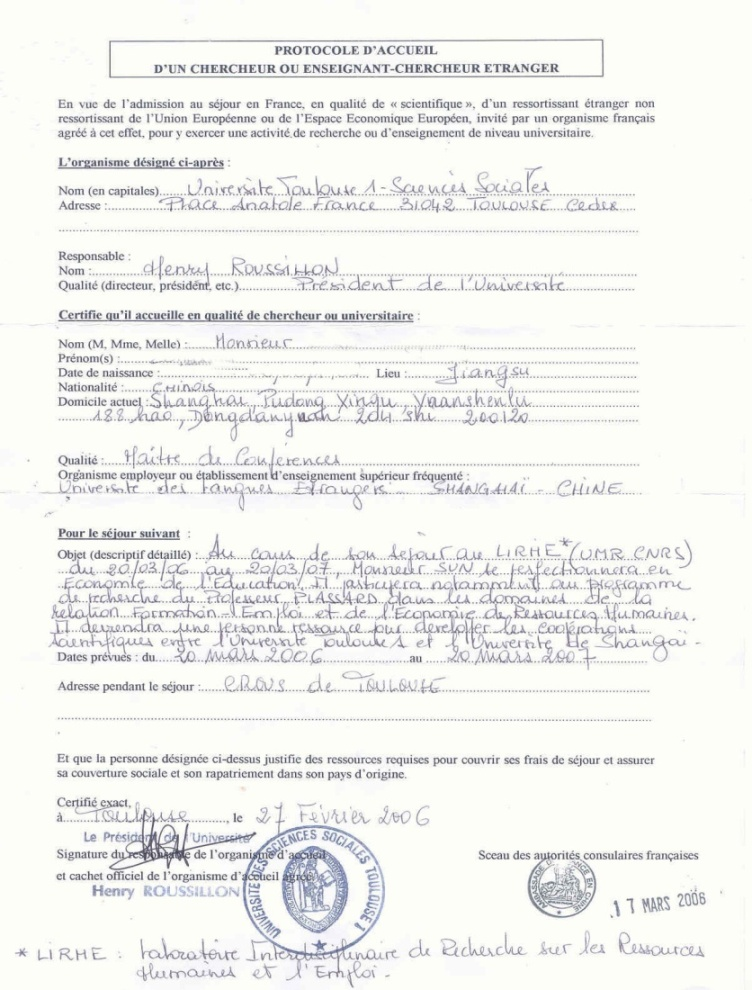 PROTOCOLE D'ACCUEIL
D'UN CHERCHEUR OU ENSEIGNANT-CHERCHEUR ETRANGER
En vue de l'admission au séjour en France, en qualité de « scientifique », d'un ressortissant étranger non
ressortissant de l'Union Européenne ou de l'Espace Economique Européen, invité par un organisme français
agréé à cet effet, pour y exercer une activité de recherche ou d'enseignement de niveau universitaire.
L'organisme désigné ci-après :
Nom (en capitales) Université Toulouse 1 - Sciences Sociales
Adresse : Place Anatole France 31042 TOULOUSE Cedex
Responsable :
Nom : Henry ROUSSILLON
Qualité (directeur, président, etc.) Président de l'Université
Certifie qu'il accueille en qualité de chercheur ou universitaire :
Nom (M, Mme, Melle) : Monsieur
Prénom(s) :
Date de naissance : Lieu : Jiangsu
Nationalité : CHINOIS
Domicile actuel : Shanghai, Pudong Xinqu, Yuanshenlu
188 hao, Dongdanyuan 204 shi 200120
Qualité : Maître de Conférences
Organisme employeur ou établissement d'enseignement supérieur fréquenté :
Université des Langues Etrangères SHANGHAÏ - CHINE
Pour le séjour suivant :
Objet (descriptif détaillé) : Au cours de son séjour au LIRHE* (UMR CNRS)
du 20/03/06 au 20/03/07, Monsieur SUN se perfectionnera en
Economie de l'Education. Il participera notamment au programme
de recherche du Professeur PLASSARD dans les domaines de la
relation Formation-Emploi et de l'Economie des Ressources Humaines.
Il deviendra une personne ressource pour développer les coopérations
scientifiques entre l'Université Toulouse 1 et l'Université de Shangaï -
Dates prévues : du 20 mars 2006 au 20 mars 2007
Adresse pendant le séjour : CROUS de TOULOUSE
Et que la personne désignée ci-dessus justifie des ressources requises pour couvrir ses frais de séjour et assurer
sa couverture sociale et son rapatriement dans son pays d'origine.
Certifié exact,
à Toulouse, le 27 Février 2006
Le Président de l'Université
Signature du responsable de l'organisme d'accueil Sceau des autorités consulaires françaises
et cachet officiel de l'organisme d'accueil agréé
Henry ROUSSILLON
UNIVERSITÉ DES SCIENCES SOCIALES TOULOUSE 1
17 MARS 2006
* LIRHE : Laboratoire Interdisciplinaire de Recherche sur les Ressources
Humaines et l'Emploi -